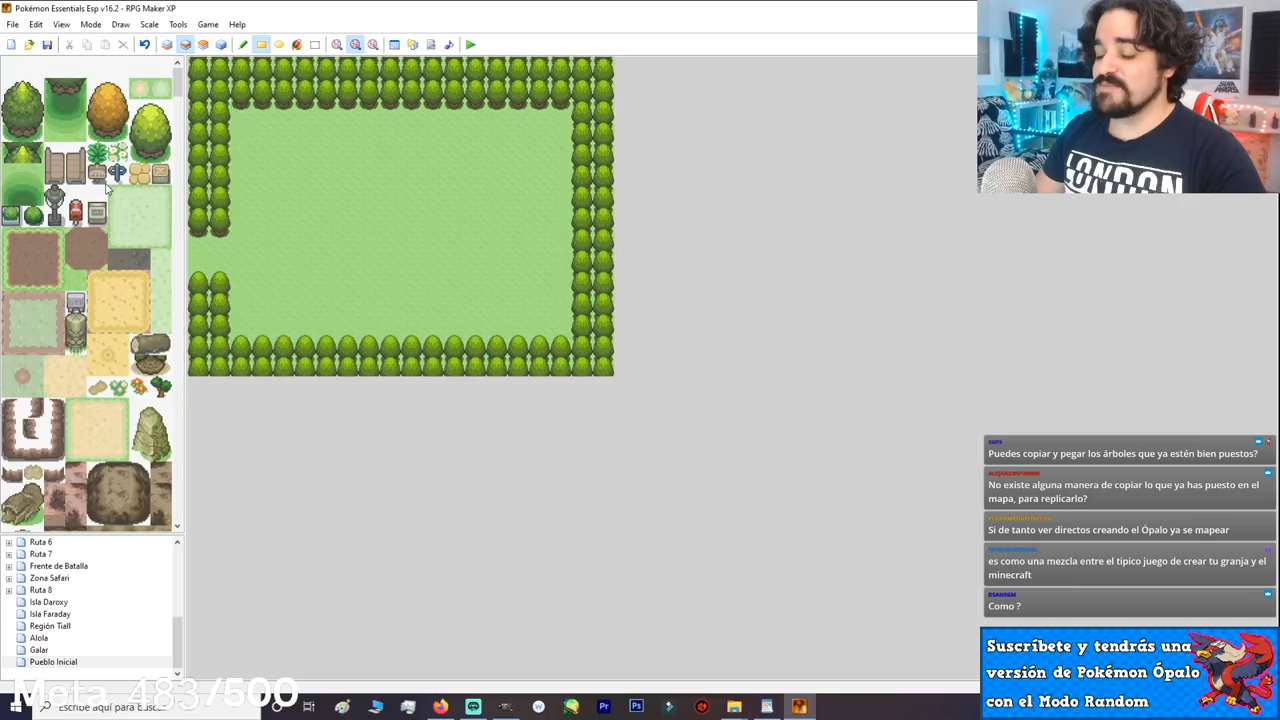 Pokémon Essentials Esp v16.2 - RPG Maker XP
File Edit View Mode Draw Scale Tools Game Help
STAR WARS
LONDON
Puedes copiar y pegar los árboles que ya estén bien puestos?
No existe alguna manera de copiar lo que ya has puesto en el
mapa, para replicarlo?
Si de tanto ver directos creando el Ópalo ya se mapear
es como una mezcla entre el tipico juego de crear tu granja y el
minecraft
DSANSGM
Como ?
Ruta 6
Ruta 7
Frente de Batalla
Zona Safari
Ruta 8
Isla Daroxy
Isla Faraday
Región Tiall
Alola
Galar
Pueblo Inicial
Meta 483/500
Escribe aquí para buscar
Suscríbete y tendrás una
versión de Pokémon Ópalo
con el Modo Random